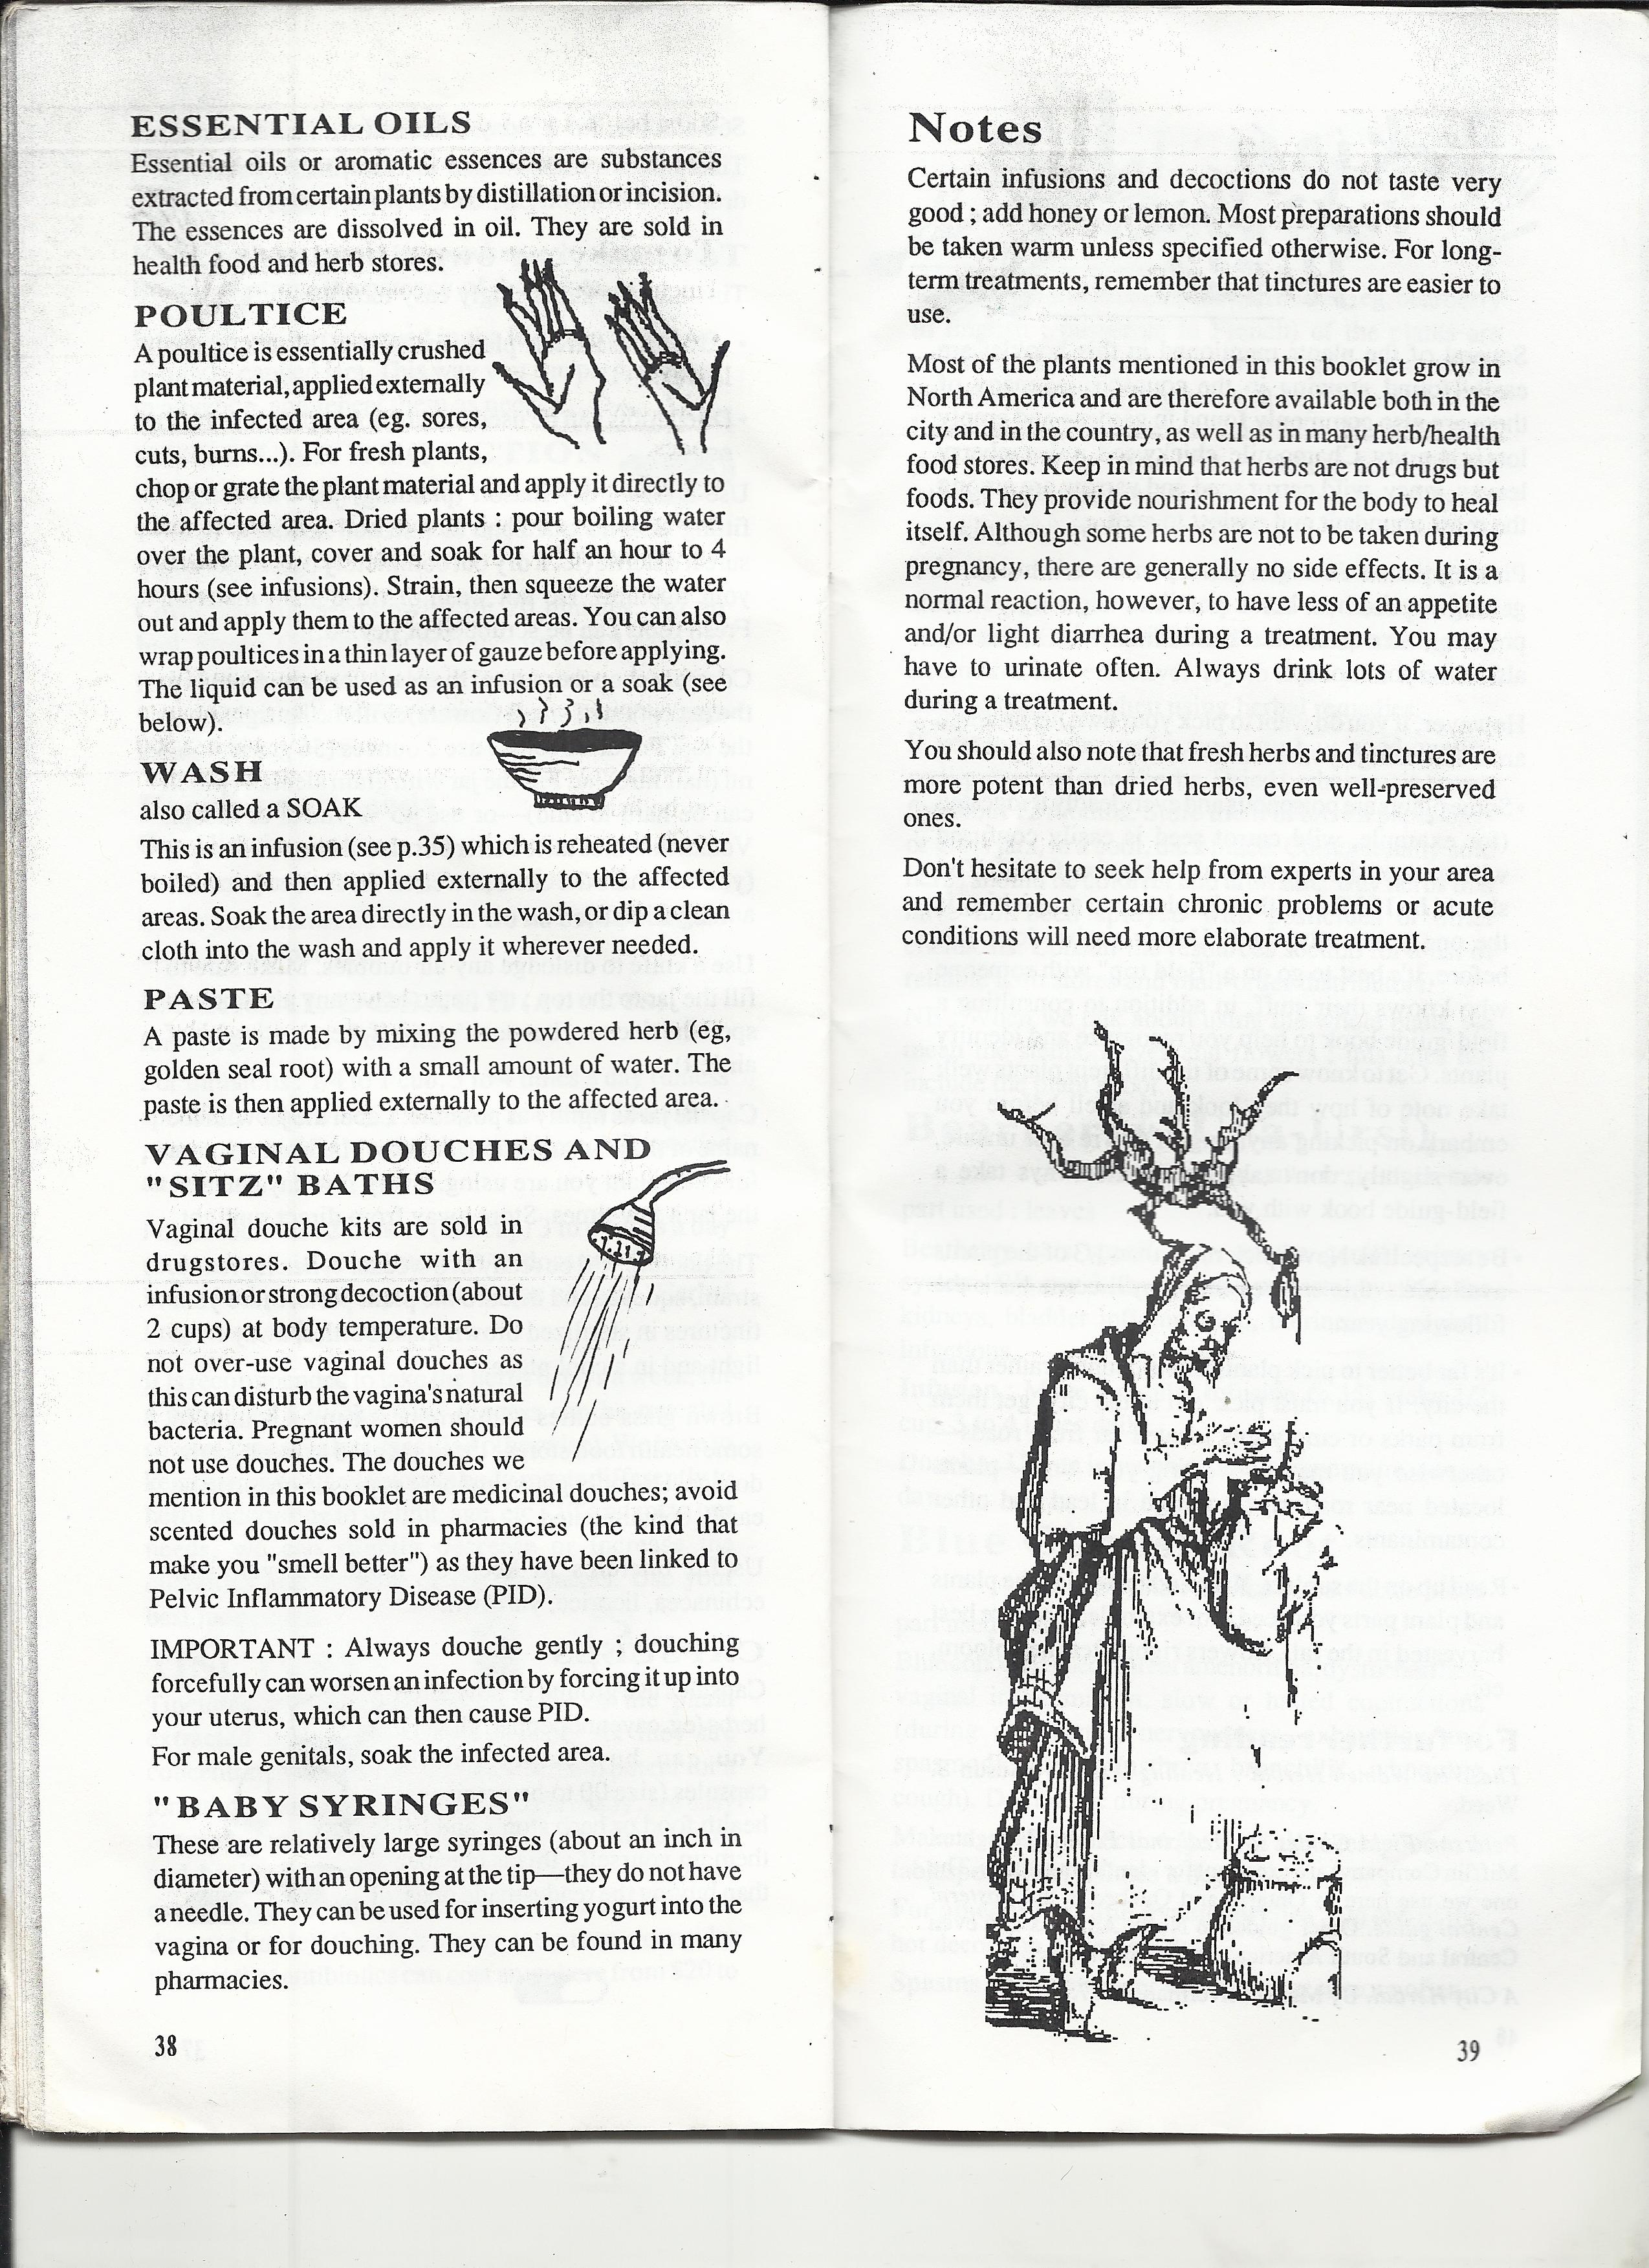 ESSENTIAL OILS
Essential oils or aromatic essences are substances
extracted from certain plants by distillation or incision.
The essences are dissolved in oil. They are sold in
health food and herb stores.
POULTICE
A poultice is essentially crushed
plant material, applied externally
to the infected area (eg. sores,
cuts, burns...). For fresh plants,
chop or grate the plant material and apply it directly to
the affected area. Dried plants : pour boiling water
over the plant, cover and soak for half an hour to 4
hours (see infusions). Strain, then squeeze the water
out and apply them to the affected areas. You can also
wrap poultices in a thin layer of gauze before applying.
The liquid can be used as an infusion or a soak (see
below).
WASH
also called a SOAK
This is an infusion (see p.35) which is reheated (never
boiled) and then applied externally to the affected
areas. Soak the area directly in the wash, or dip a clean
cloth into the wash and apply it wherever needed.
PASTE
A paste is made by mixing the powdered herb (eg,
golden seal root) with a small amount of water. The
paste is then applied externally to the affected area.
VAGINAL DOUCHES AND
"SITZ" BATHS
Vaginal douche kits are sold in
drugstores. Douche with an
infusion or strong decoction (about
2 cups) at body temperature. Do
not over-use vaginal douches as
this can disturb the vagina's natural
bacteria. Pregnant women should
not use douches. The douches we
mention in this booklet are medicinal douches; avoid
scented douches sold in pharmacies (the kind that
make you "smell better") as they have been linked to
Pelvic Inflammatory Disease (PID).
IMPORTANT : Always douche gently ; douching
forcefully can worsen an infection by forcing it up into
your uterus, which can then cause PID.
For male genitals, soak the infected area.
"BABY SYRINGES"
These are relatively large syringes (about an inch in
diameter) with an opening at the tip—they do not have
a needle. They can be used for inserting yogurt into the
vagina or for douching. They can be found in many
pharmacies.
38
Notes
Certain infusions and decoctions do not taste very
good ; add honey or lemon. Most preparations should
be taken warm unless specified otherwise. For long-
term treatments, remember that tinctures are easier to
use.
Most of the plants mentioned in this booklet grow in
North America and are therefore available both in the
city and in the country, as well as in many herb/health
food stores. Keep in mind that herbs are not drugs but
foods. They provide nourishment for the body to heal
itself. Although some herbs are not to be taken during
pregnancy, there are generally no side effects. It is a
normal reaction, however, to have less of an appetite
and/or light diarrhea during a treatment. You may
have to urinate often. Always drink lots of water
during a treatment.
You should also note that fresh herbs and tinctures are
more potent than dried herbs, even well-preserved
ones.
Don't hesitate to seek help from experts in your area
and remember certain chronic problems or acute
conditions will need more elaborate treatment.
39